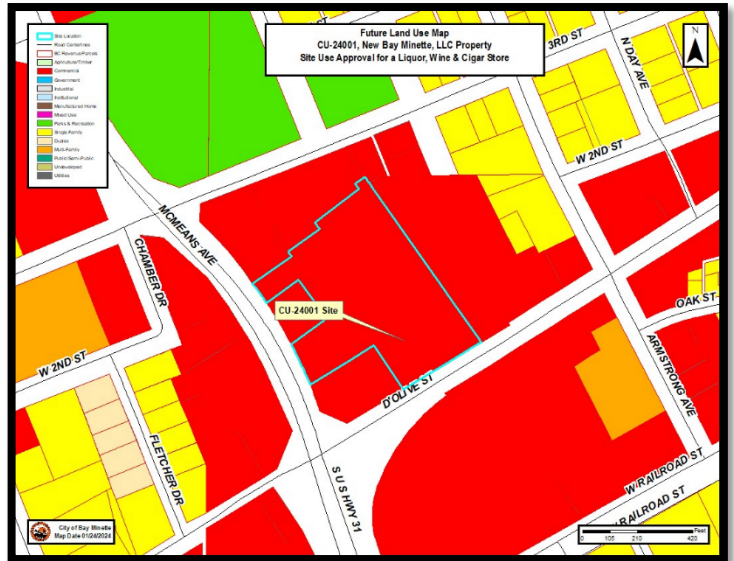 Future Land Use Map
CU-24001, New Bay Minette, LLC Property
Site Use Approval for a Liquor, Wine & Cigar Store
N
Site Location
Road Centerlines
BC Revenue Parcels
Agriculture/Timber
Commercial
Government
Industrial
Institutional
Manufactured Home
Mixed Use
Parks & Recreation
Single Family
Duplex
Multi-Family
Public/Semi-Public
Undeveloped
Utilities
3RD ST
N DAY AVE
W 2ND ST
MCMEANS AVE
CHAMBER DR
CU-24001 Site
OAK ST
W 2ND ST
D'OLIVE ST
ARMSTRONG AVE
FLETCHER DR
S U S HWY 31
W RAILROAD ST
RAILROAD ST
City of Bay Minette
Map Date 01/24/2024
Feet
0 105 210 420